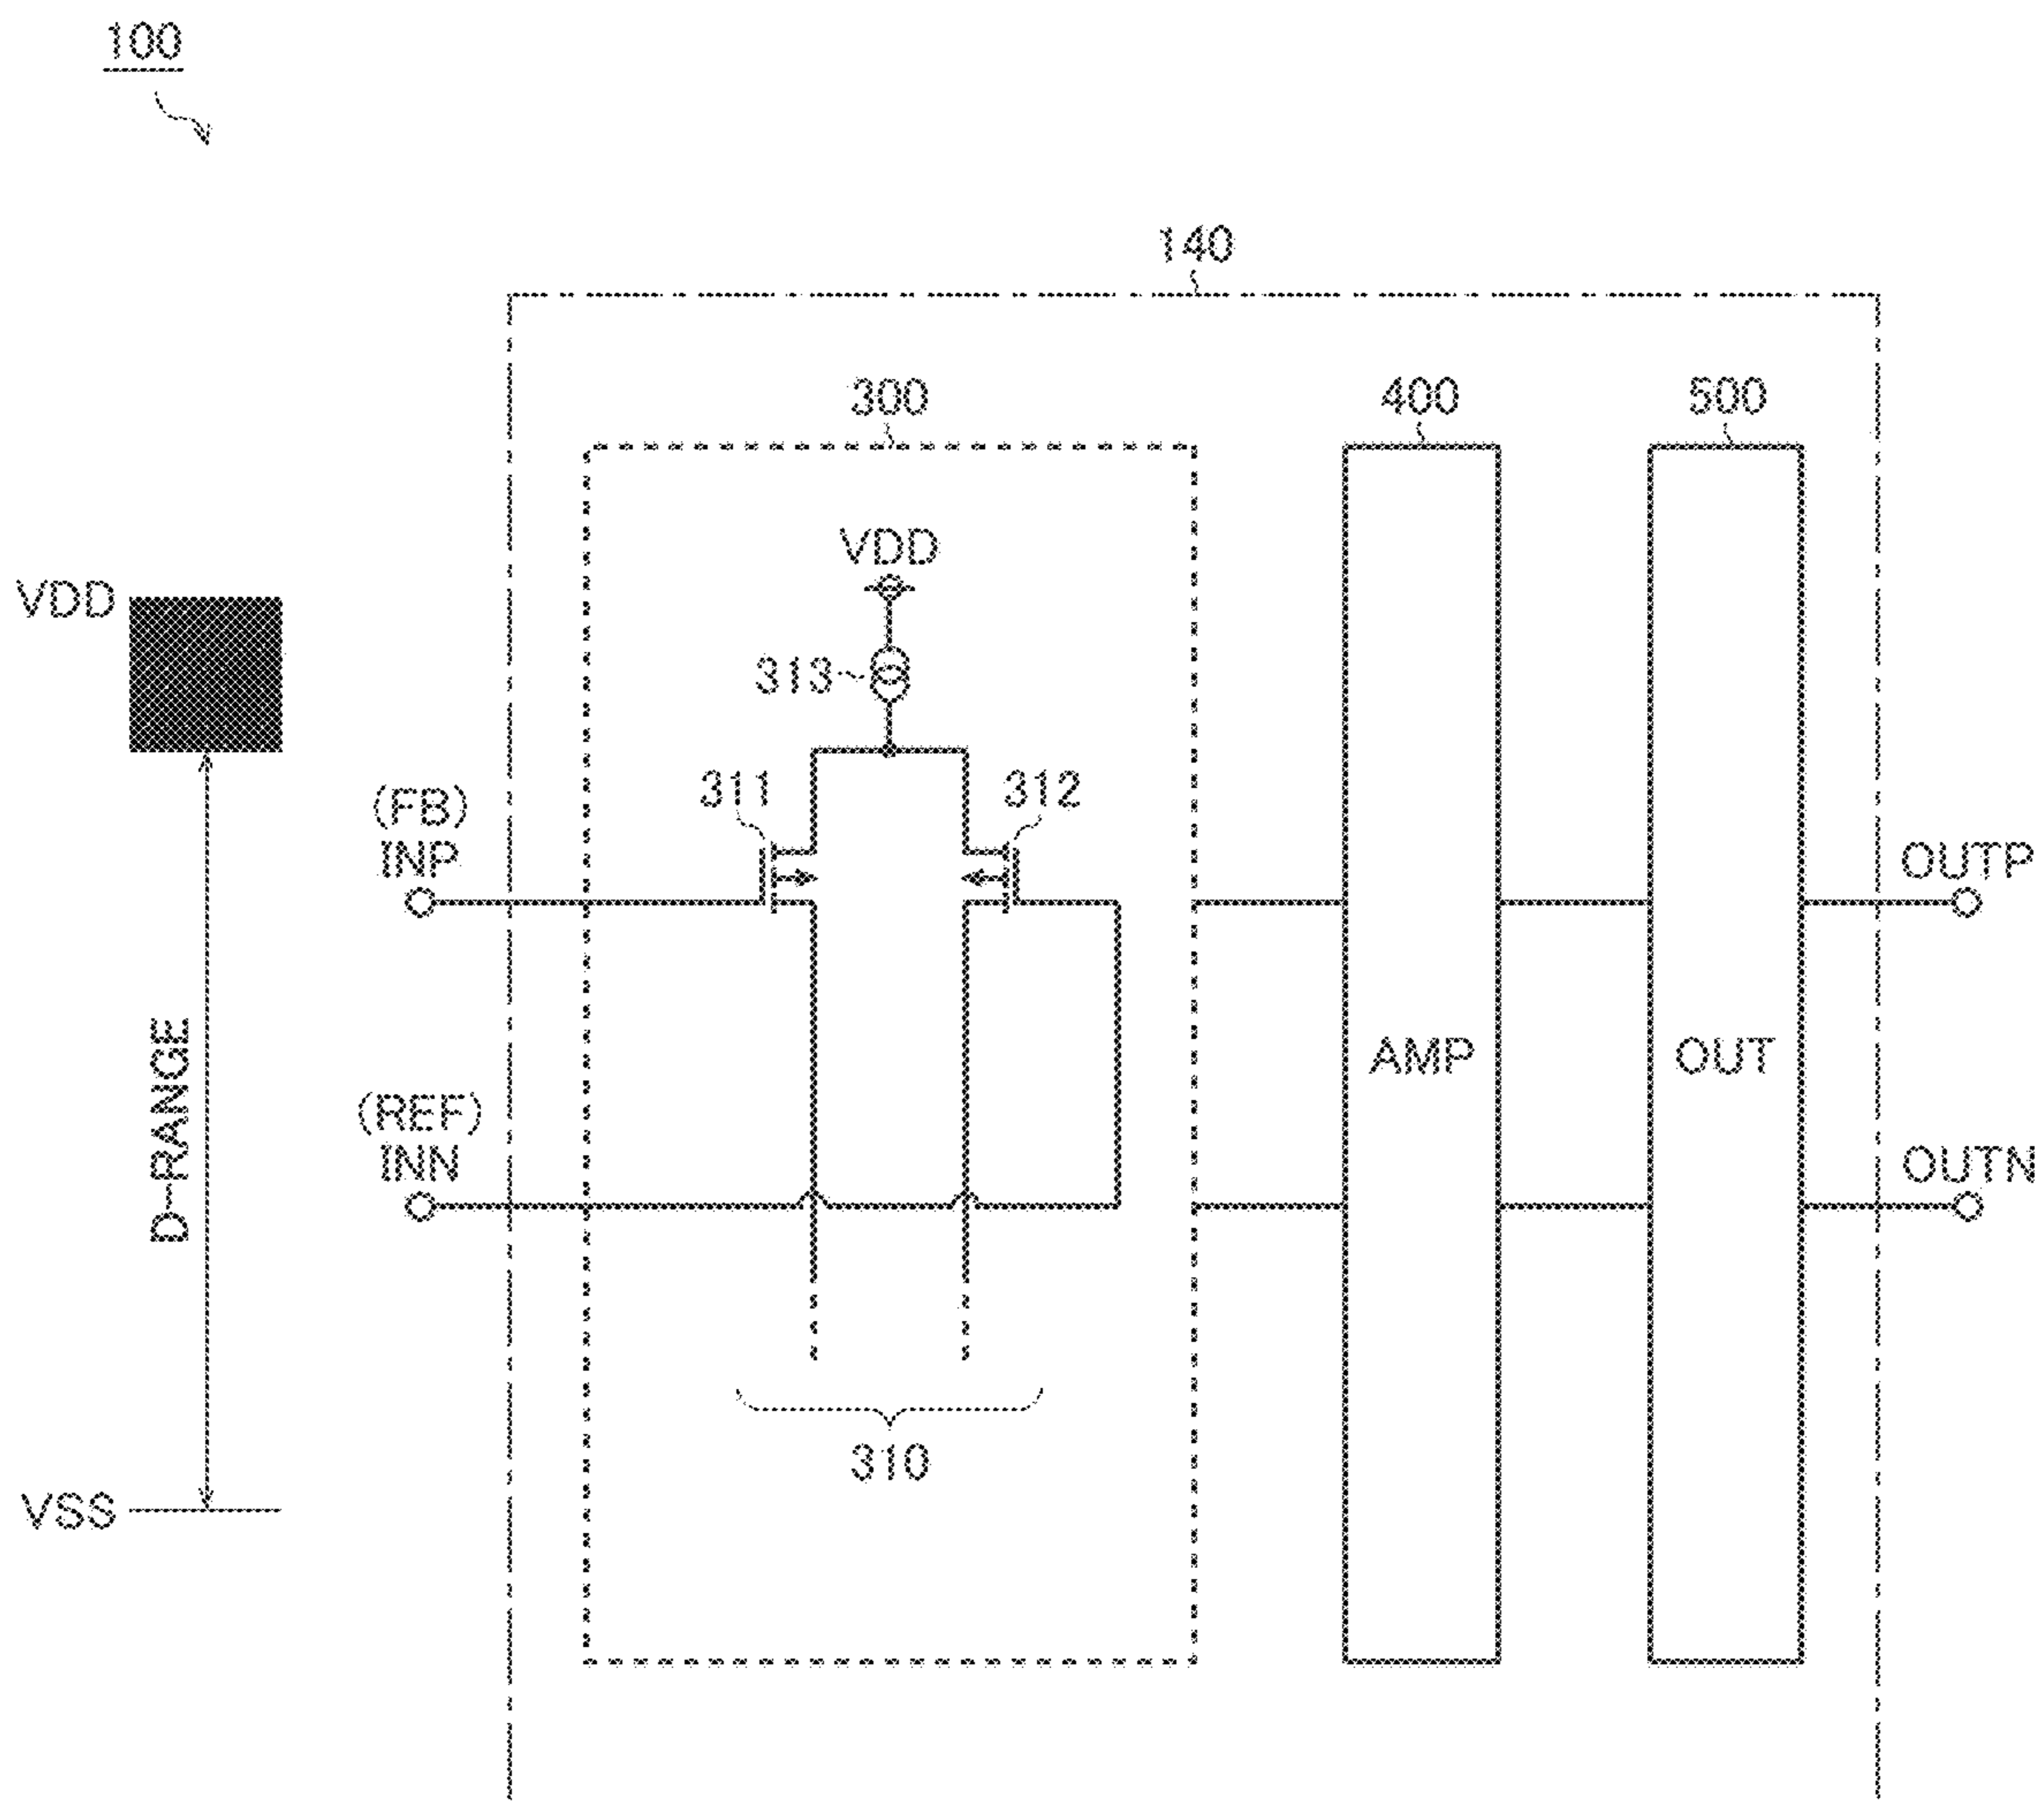 100
140
300
400
500
VDD
VDD
313
311
312
(FB)
INP
OUTP
D-RANGE
AMP
OUT
(REF)
INN
OUTN
310
VSS